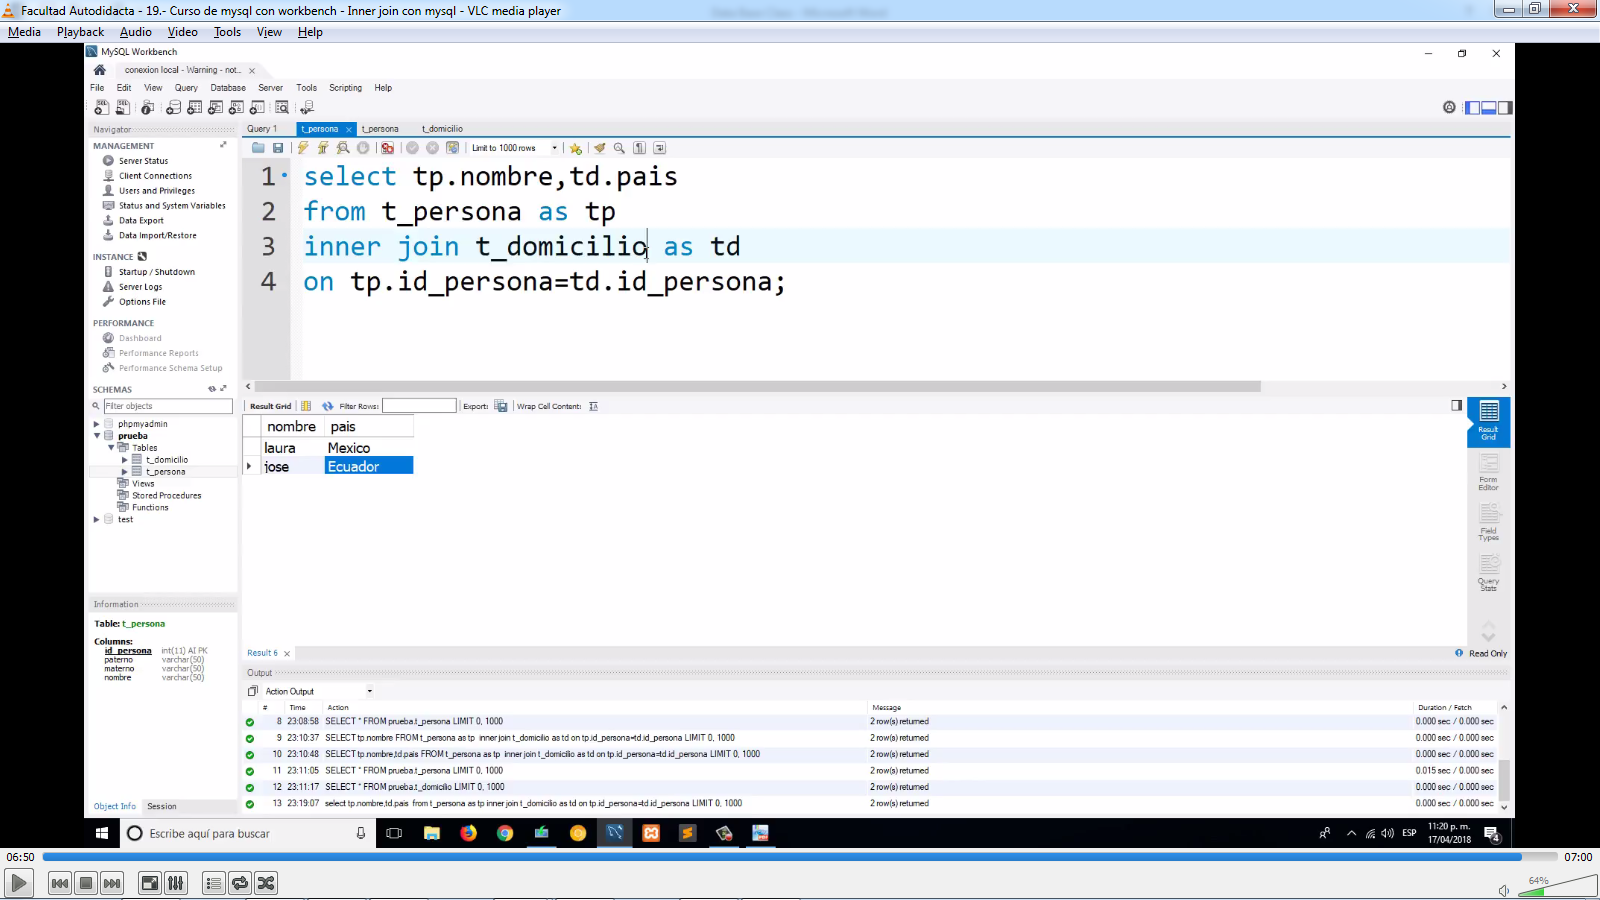 Facultad Autodidacta - 19.- Curso de mysql con workbench - Inner join con mysql - VLC media player
Media Playback Audio Video Tools View Help
MySQL Workbench
conexion local - Warning - not...
File Edit View Query Database Server Tools Scripting Help
Navigator
Query 1 t_persona t_persona t_domicilio
MANAGEMENT
Server Status
Client Connections
Users and Privileges
Status and System Variables
Data Export
Data Import/Restore
INSTANCE
Startup / Shutdown
Server Logs
Options File
PERFORMANCE
Dashboard
Performance Reports
Performance Schema Setup
SCHEMAS
Filter objects
phpmyadmin
prueba
Tables
t_domicilio
t_persona
Views
Stored Procedures
Functions
test
Information
Table: t_persona
Columns:
id_persona int(11) AI PK
paterno varchar(50)
materno varchar(50)
nombre varchar(50)
Object Info Session
Limit to 1000 rows
1 select tp.nombre,td.pais
2 from t_persona as tp
3 inner join t_domicilio as td
4 on tp.id_persona=td.id_persona;
Result Grid Filter Rows: Export: Wrap Cell Content:
nombre pais
laura Mexico
jose Ecuador
Result Grid
Form Editor
Field Types
Query Stats
Result 6 Read Only
Output
Action Output
# Time Action Message Duration / Fetch
8 23:08:58 SELECT * FROM prueba.t_persona LIMIT 0, 1000 2 row(s) returned 0.000 sec / 0.000 sec
9 23:10:37 SELECT tp.nombre FROM t_persona as tp inner join t_domicilio as td on tp.id_persona=td.id_persona LIMIT 0, 1000 2 row(s) returned 0.000 sec / 0.000 sec
10 23:10:48 SELECT tp.nombre,td.pais FROM t_persona as tp inner join t_domicilio as td on tp.id_persona=td.id_persona LIMIT 0, 1000 2 row(s) returned 0.000 sec / 0.000 sec
11 23:11:05 SELECT * FROM prueba.t_persona LIMIT 0, 1000 2 row(s) returned 0.015 sec / 0.000 sec
12 23:11:17 SELECT * FROM prueba.t_domicilio LIMIT 0, 1000 2 row(s) returned 0.000 sec / 0.000 sec
13 23:19:07 select tp.nombre,td.pais from t_persona as tp inner join t_domicilio as td on tp.id_persona=td.id_persona LIMIT 0, 1000 2 row(s) returned 0.000 sec / 0.000 sec
Escribe aquí para buscar
ESP
11:20 p. m.
17/04/2018
4
06:50 07:00
64%